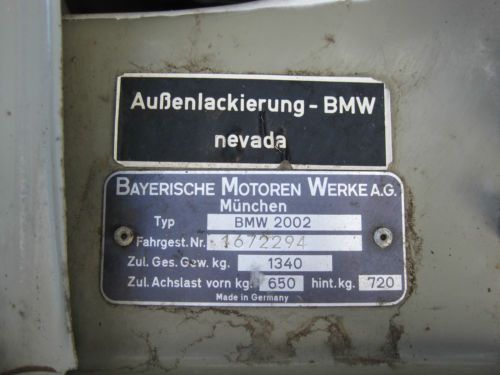 Außenlackierung - BMW
nevada
BAYERISCHE MOTOREN WERKE A.G.
München
Typ BMW 2002
Fahrgest. Nr. 1672294
Zul. Ges. Gew. kg. 1340
Zul. Achslast vorn kg. 650 hint. kg. 720
Made in Germany